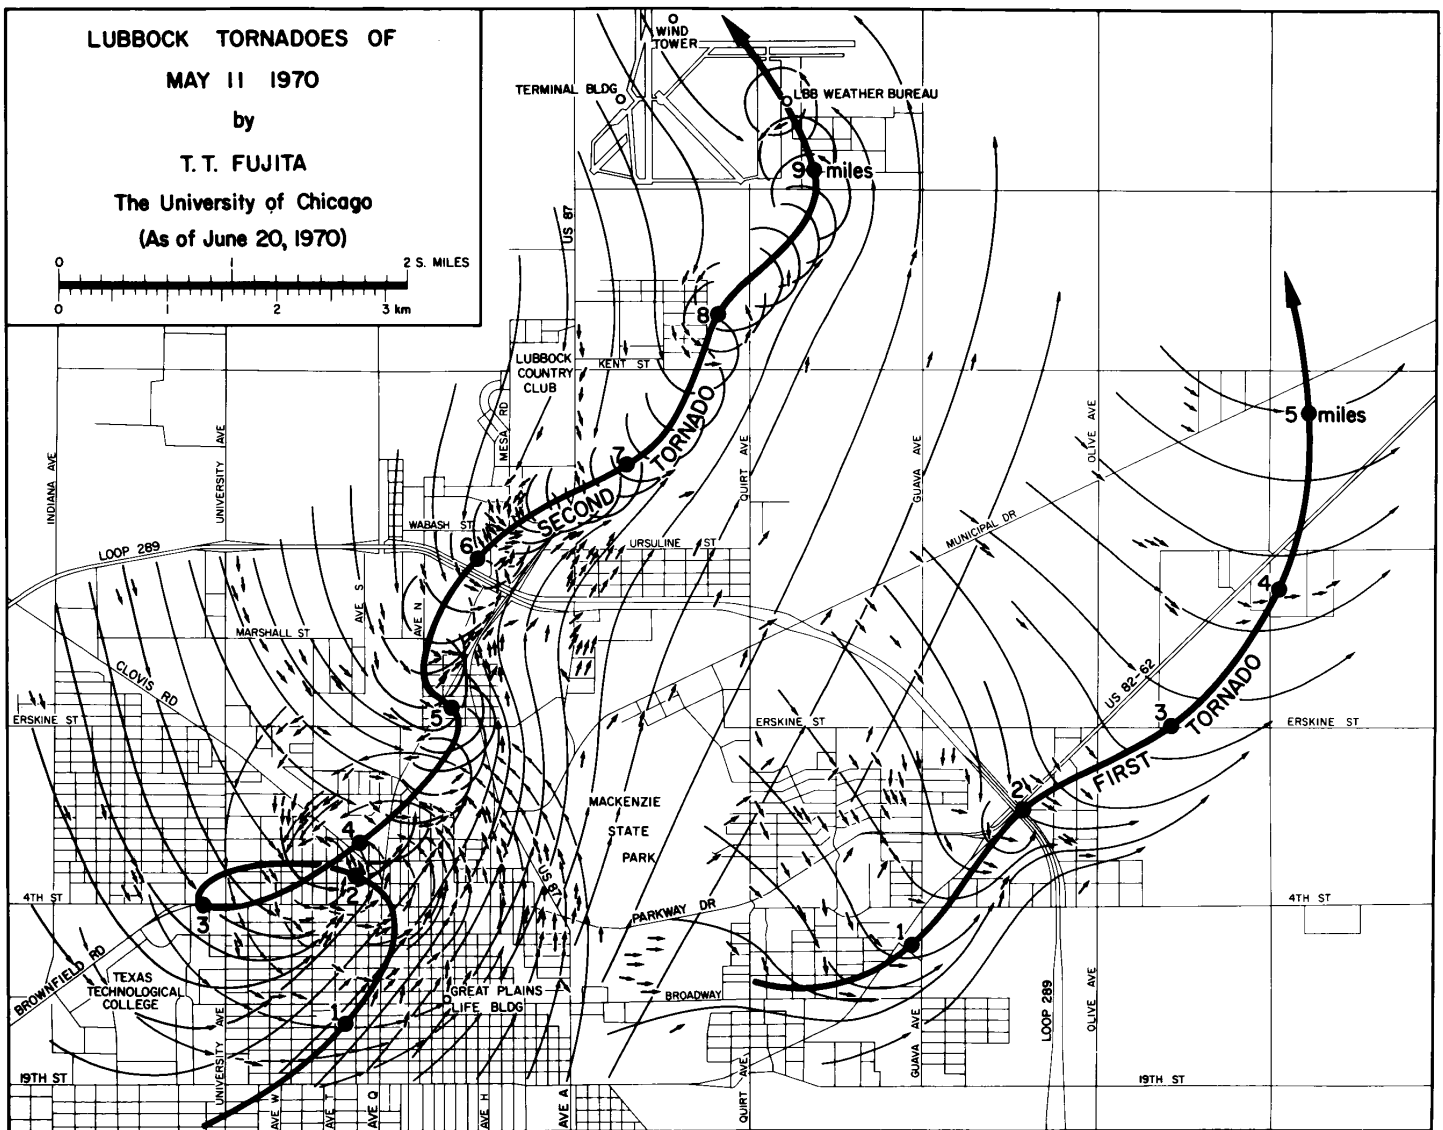 LUBBOCK TORNADOES OF
MAY 11 1970
by
T. T. FUJITA
The University of Chicago
(As of June 20, 1970)
0 2 S. MILES
0 1 2 3 km
WIND
TOWER
TERMINAL BLDG
LBB WEATHER BUREAU
9 miles
US 87
8
LUBBOCK
COUNTRY
CLUB
KENT ST
MESA RD
7
SECOND TORNADO
QUIRT AVE
GUAVA AVE
OLIVE AVE
5 miles
INDIANA AVE
UNIVERSITY AVE
WABASH ST
6
LOOP 289
URSULINE ST
MUNICIPAL DR
4
AVE S
AVE N
MARSHALL ST
CLOVIS RD
US 82-62
5
ERSKINE ST
ERSKINE ST
3
ERSKINE ST
FIRST TORNADO
2
MACKENZIE
STATE
PARK
4
2
US 87
3
4TH ST
PARKWAY DR
4TH ST
1
BROWNFIELD RD
TEXAS
TECHNOLOGICAL
COLLEGE
GREAT PLAINS
LIFE BLDG
BROADWAY
1
LOOP 289
OLIVE AVE
19TH ST
19TH ST
UNIVERSITY AVE
AVE W
AVE T
AVE Q
AVE H
AVE A
QUIRT AVE
GUAVA AVE